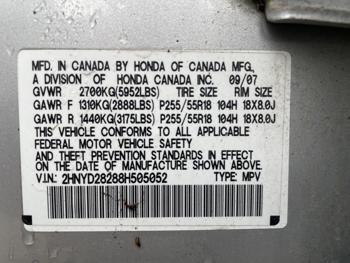 MFD. IN CANADA BY HONDA OF CANADA MFG.,
A DIVISION OF HONDA CANADA INC. 09/07
GVWR 2700KG(5952LBS) TIRE SIZE RIM SIZE
GAWR F 1310KG(2888LBS) P255/55R18 104H 18X8.0J
GAWR R 1440KG(3175LBS) P255/55R18 104H 18X8.0J
THIS VEHICLE CONFORMS TO ALL APPLICABLE
FEDERAL MOTOR VEHICLE SAFETY
AND THEFT PREVENTION STANDARDS IN EFFECT
ON THE DATE OF MANUFACTURE SHOWN ABOVE.
V.I.N.: 2HNYD28288H505052 TYPE: MPV